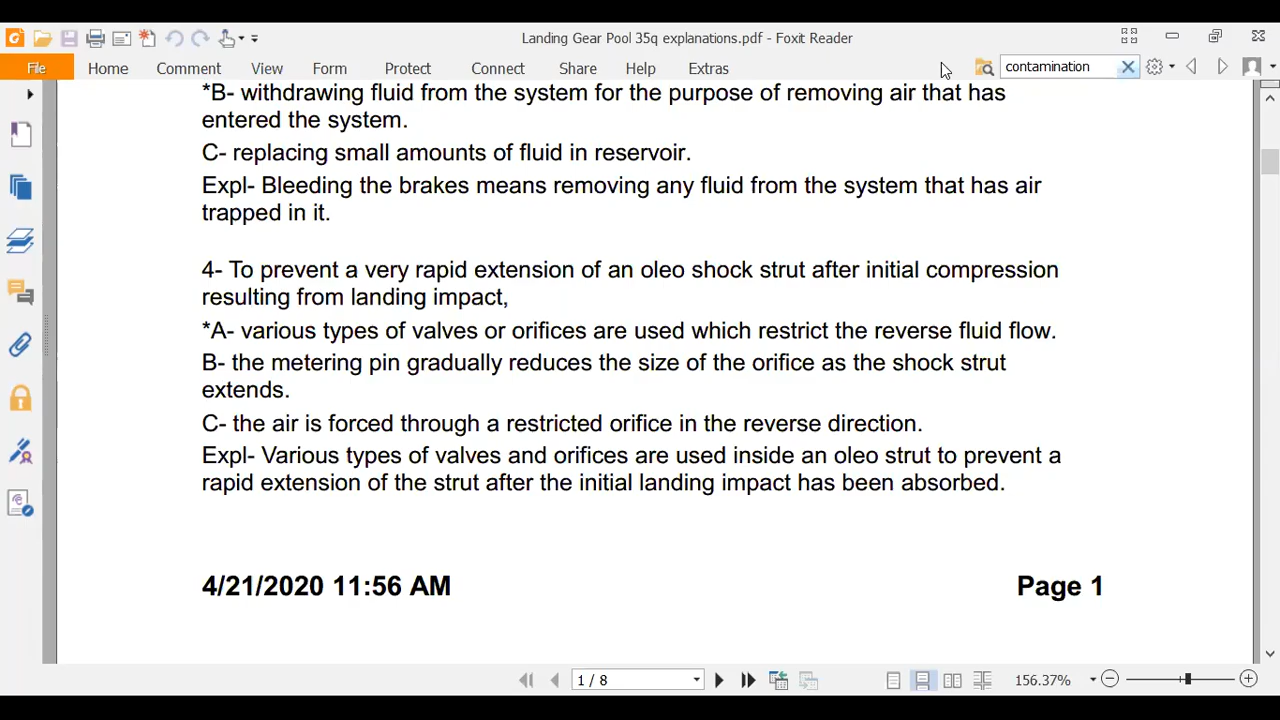 Landing Gear Pool 35q explanations.pdf - Foxit Reader
File Home Comment View Form Protect Connect Share Help Extras contamination
*B- withdrawing fluid from the system for the purpose of removing air that has
entered the system.
C- replacing small amounts of fluid in reservoir.
Expl- Bleeding the brakes means removing any fluid from the system that has air
trapped in it.
4- To prevent a very rapid extension of an oleo shock strut after initial compression
resulting from landing impact,
*A- various types of valves or orifices are used which restrict the reverse fluid flow.
B- the metering pin gradually reduces the size of the orifice as the shock strut
extends.
C- the air is forced through a restricted orifice in the reverse direction.
Expl- Various types of valves and orifices are used inside an oleo strut to prevent a
rapid extension of the strut after the initial landing impact has been absorbed.
4/21/2020 11:56 AM Page 1
1 / 8 156.37%